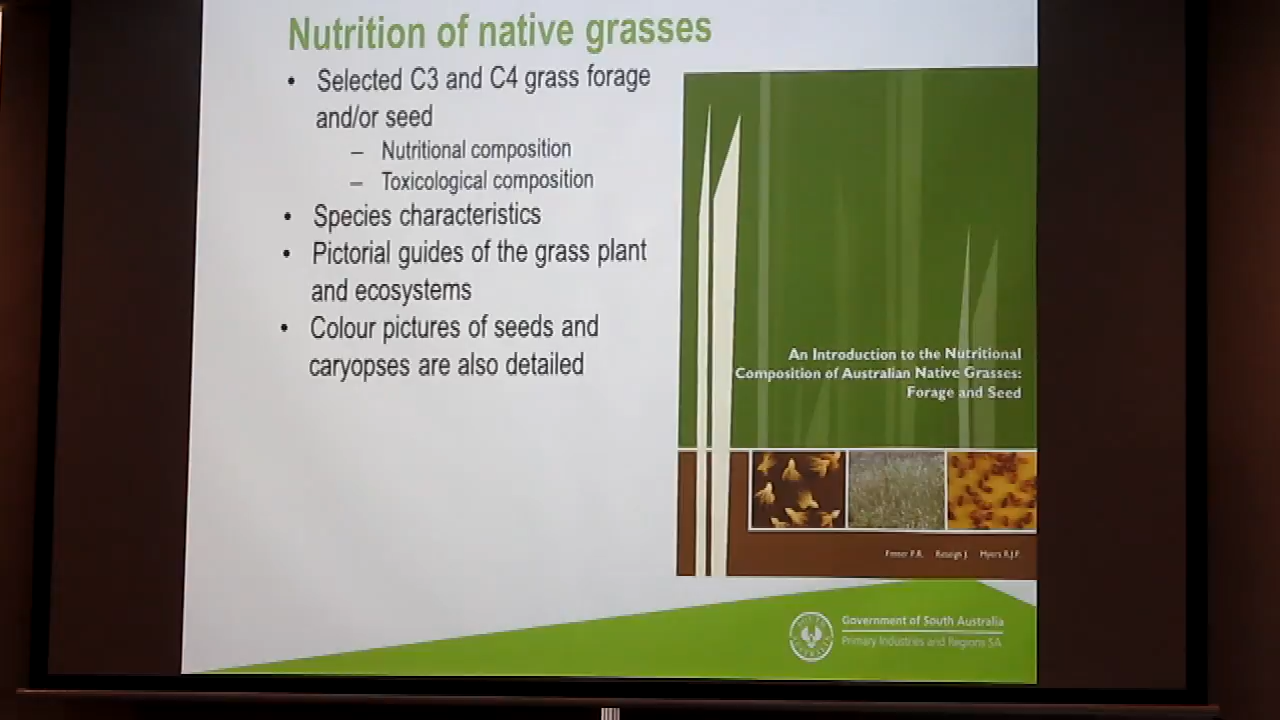 Nutrition of native grasses
• Selected C3 and C4 grass forage
and/or seed
– Nutritional composition
– Toxicological composition
• Species characteristics
• Pictorial guides of the grass plant
and ecosystems
• Colour pictures of seeds and
caryopses are also detailed
An Introduction to the Nutritional
Composition of Australian Native Grasses:
Forage and Seed
Myers R.J.F.
Government of South Australia
Primary Industries and Regions SA